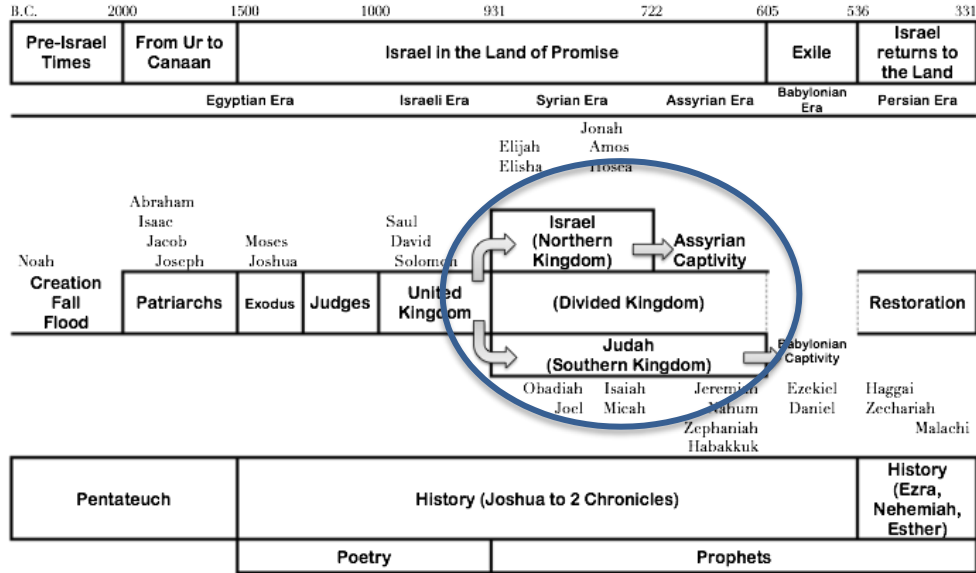 B.C. 2000 1500 1000 931 722 605 536 331
Pre-Israel Times
From Ur to Canaan
Israel in the Land of Promise
Exile
Israel returns to the Land
Egyptian Era
Israeli Era
Syrian Era
Assyrian Era
Babylonian Era
Persian Era
Jonah
Elijah Amos
Elisha Hosea
Abraham
Isaac
Jacob
Joseph
Noah
Moses
Joshua
Saul
David
Solomon
Israel
(Northern
Kingdom)
Assyrian
Captivity
Creation
Fall
Flood
Patriarchs
Exodus
Judges
United
Kingdom
(Divided Kingdom)
Restoration
Judah
(Southern Kingdom)
Babylonian
Captivity
Obadiah Isaiah Jeremiah Ezekiel Haggai
Joel Micah Nahum Daniel Zechariah
Zephaniah Malachi
Habakkuk
Pentateuch
History (Joshua to 2 Chronicles)
History
(Ezra,
Nehemiah,
Esther)
Poetry
Prophets